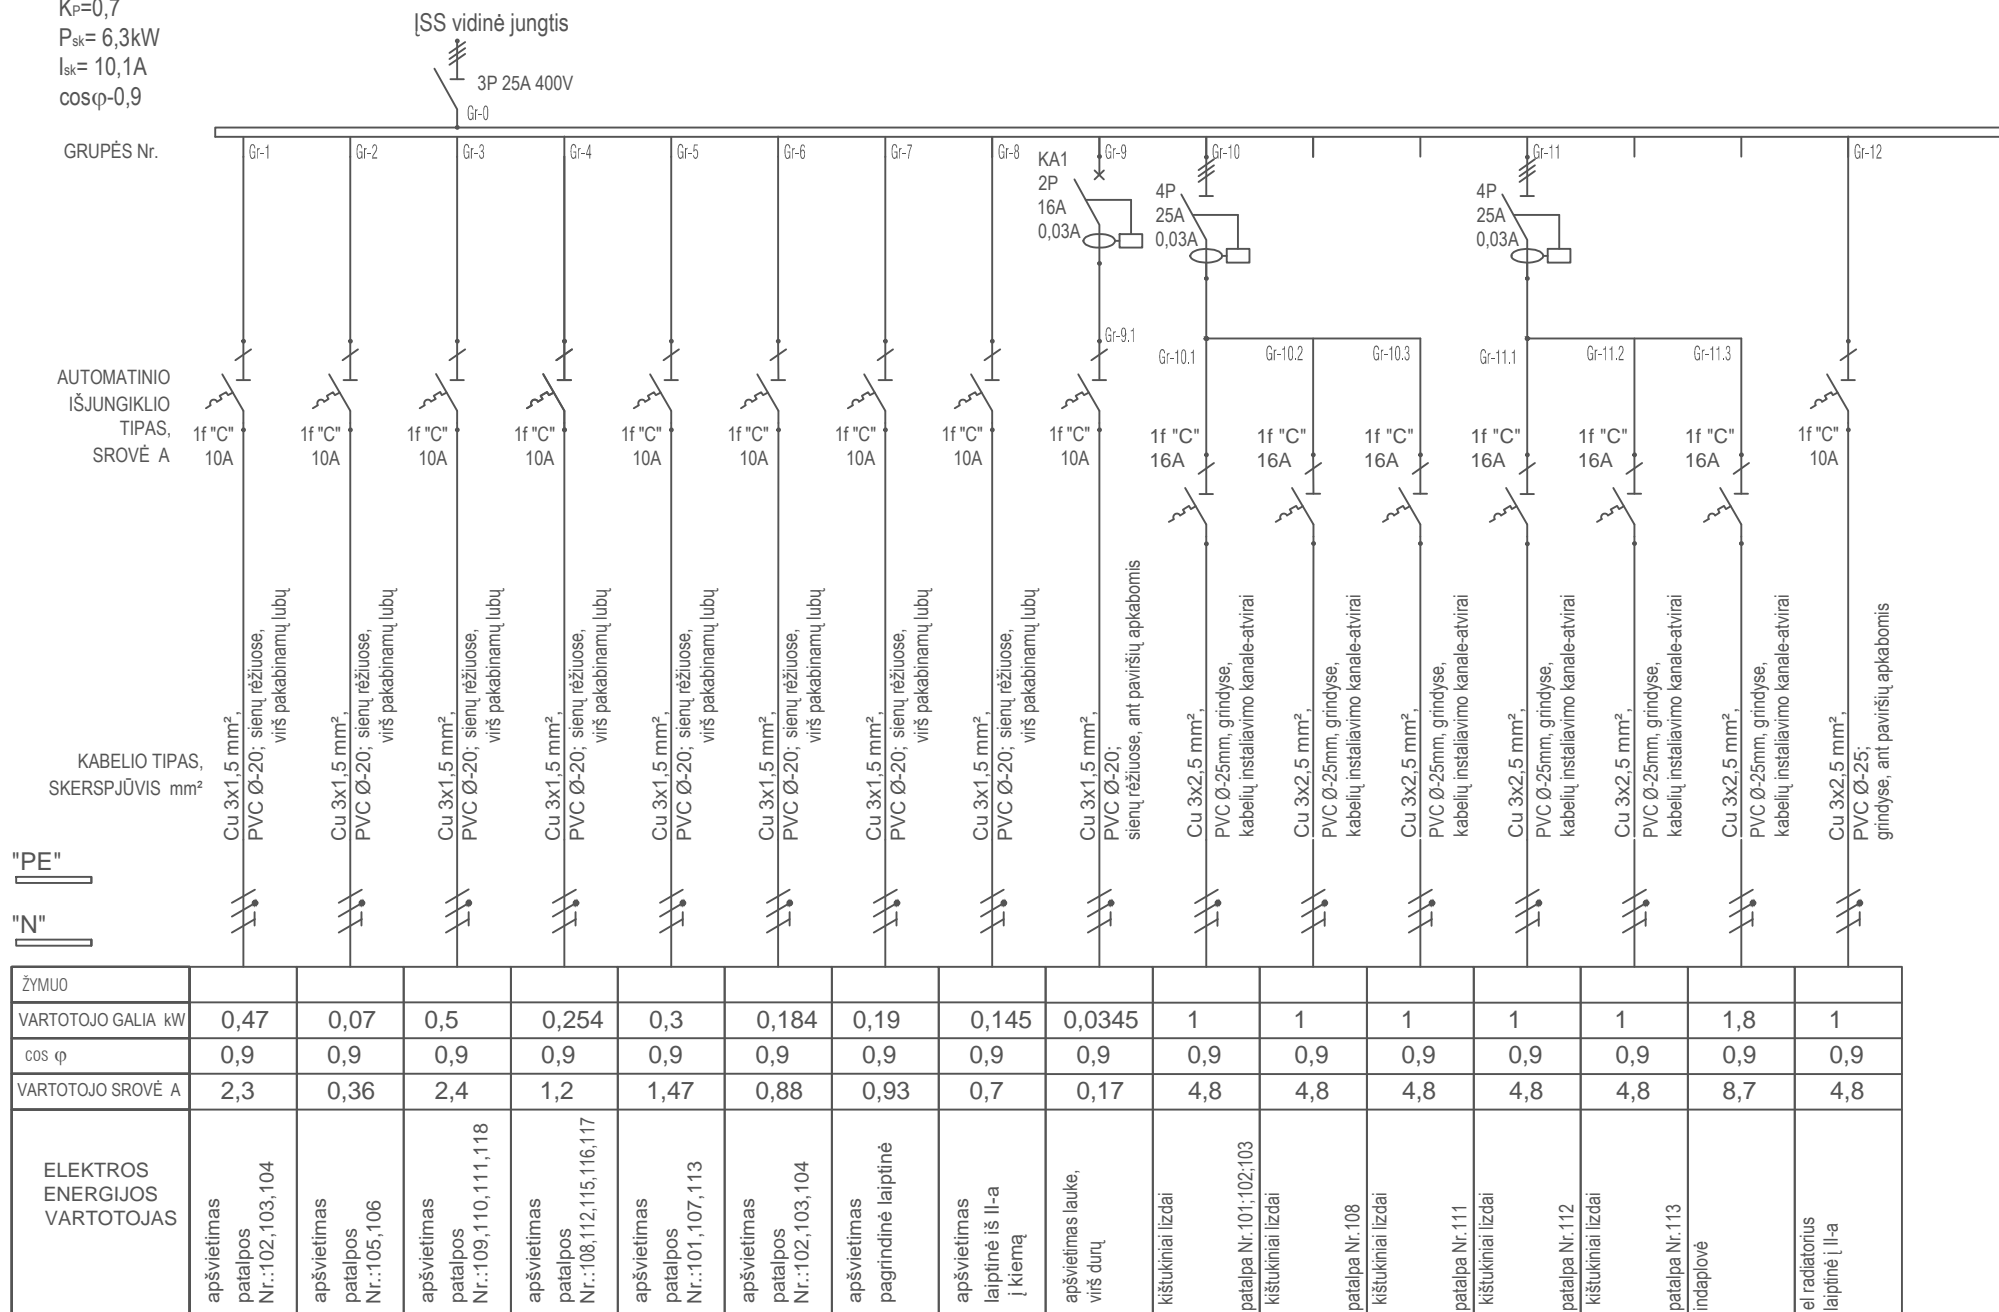 Kᴘ=0,7
Psk= 6,3kW
Isk= 10,1A
cosφ-0,9
ĮSS vidinė jungtis
3P 25A 400V
Gr-0
GRUPĖS Nr.
Gr-1
Gr-2
Gr-3
Gr-4
Gr-5
Gr-6
Gr-7
Gr-8
Gr-9
Gr-10
Gr-11
Gr-12
KA1
2P
16A
0,03A
4P
25A
0,03A
4P
25A
0,03A
Gr-9.1
Gr-10.1
Gr-10.2
Gr-10.3
Gr-11.1
Gr-11.2
Gr-11.3
AUTOMATINIO
IŠJUNGIKLIO
TIPAS,
SROVĖ A
1f "C"
10A
1f "C"
10A
1f "C"
10A
1f "C"
10A
1f "C"
10A
1f "C"
10A
1f "C"
10A
1f "C"
10A
1f "C"
10A
1f "C"
16A
1f "C"
16A
1f "C"
16A
1f "C"
16A
1f "C"
16A
1f "C"
16A
1f "C"
10A
KABELIO TIPAS,
SKERSPJŪVIS mm²
Cu 3x1,5 mm²,
PVC Ø-20; sienų rėžiuose,
virš pakabinamų lubų
Cu 3x1,5 mm²,
PVC Ø-20; sienų rėžiuose,
virš pakabinamų lubų
Cu 3x1,5 mm²,
PVC Ø-20; sienų rėžiuose,
virš pakabinamų lubų
Cu 3x1,5 mm²,
PVC Ø-20; sienų rėžiuose,
virš pakabinamų lubų
Cu 3x1,5 mm²,
PVC Ø-20; sienų rėžiuose,
virš pakabinamų lubų
Cu 3x1,5 mm²,
PVC Ø-20; sienų rėžiuose,
virš pakabinamų lubų
Cu 3x1,5 mm²,
PVC Ø-20; sienų rėžiuose,
virš pakabinamų lubų
Cu 3x1,5 mm²,
PVC Ø-20; sienų rėžiuose,
virš pakabinamų lubų
Cu 3x1,5 mm²,
PVC Ø-20;
sienų rėžiuose, ant paviršių apkabomis
Cu 3x2,5 mm²,
PVC Ø-25mm, grindyse,
kabelių instaliavimo kanale-atvirai
Cu 3x2,5 mm²,
PVC Ø-25mm, grindyse,
kabelių instaliavimo kanale-atvirai
Cu 3x2,5 mm²,
PVC Ø-25mm, grindyse,
kabelių instaliavimo kanale-atvirai
Cu 3x2,5 mm²,
PVC Ø-25mm, grindyse,
kabelių instaliavimo kanale-atvirai
Cu 3x2,5 mm²,
PVC Ø-25mm, grindyse,
kabelių instaliavimo kanale-atvirai
Cu 3x2,5 mm²,
PVC Ø-25mm, grindyse,
kabelių instaliavimo kanale-atvirai
Cu 3x2,5 mm²,
PVC Ø-25;
grindyse, ant paviršių apkabomis
"PE"
"N"
ŽYMUO
VARTOTOJO GALIA kW 0,47 0,07 0,5 0,254 0,3 0,184 0,19 0,145 0,0345 1 1 1 1 1 1,8 1
cos φ 0,9 0,9 0,9 0,9 0,9 0,9 0,9 0,9 0,9 0,9 0,9 0,9 0,9 0,9 0,9 0,9
VARTOTOJO SROVĖ A 2,3 0,36 2,4 1,2 1,47 0,88 0,93 0,7 0,17 4,8 4,8 4,8 4,8 4,8 8,7 4,8
ELEKTROS
ENERGIJOS
VARTOTOJAS
apšvietimas
patalpos
Nr.:102,103,104
apšvietimas
patalpos
Nr.:105,106
apšvietimas
patalpos
Nr.:109,110,111,118
apšvietimas
patalpos
Nr.:108,112,115,116,117
apšvietimas
patalpos
Nr.:101,107,113
apšvietimas
patalpos
Nr.:102,103,104
apšvietimas
pagrindinė laiptinė
apšvietimas
laiptinė iš II-a
į kiemą
apšvietimas lauke,
virš durų
kištukiniai lizdai
patalpa Nr.101;102;103
kištukiniai lizdai
patalpa Nr.108
kištukiniai lizdai
patalpa Nr.111
kištukiniai lizdai
patalpa Nr.112
kištukiniai lizdai
patalpa Nr.113
indaplovė
el radiatorius
laiptinė į II-a